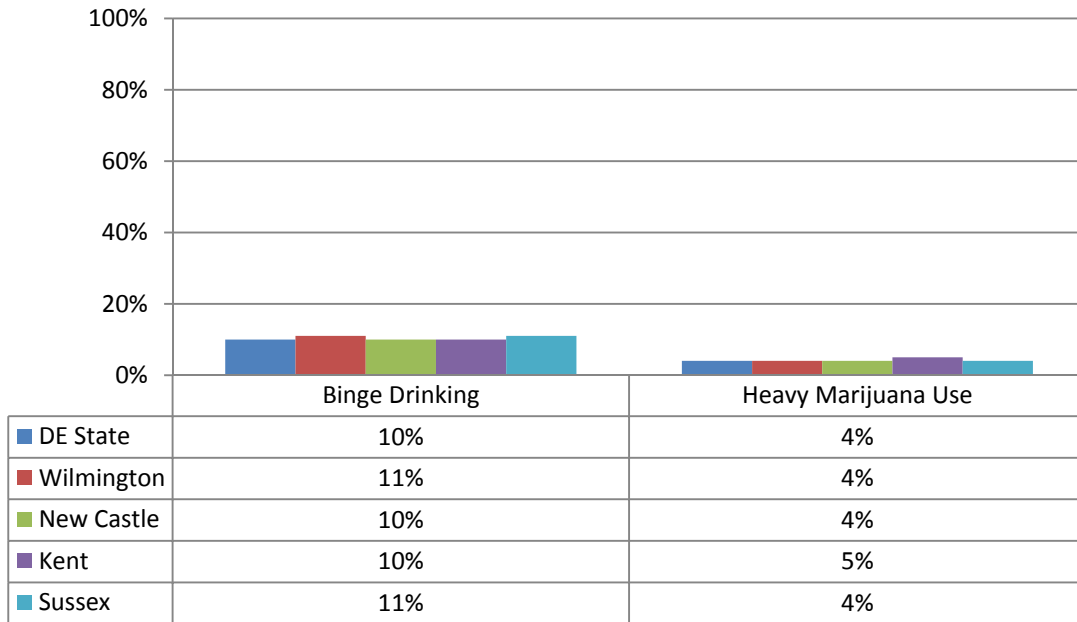 100%
80%
60%
40%
20%
0%
Binge Drinking Heavy Marijuana Use
DE State 10% 4%
Wilmington 11% 4%
New Castle 10% 4%
Kent 10% 5%
Sussex 11% 4%